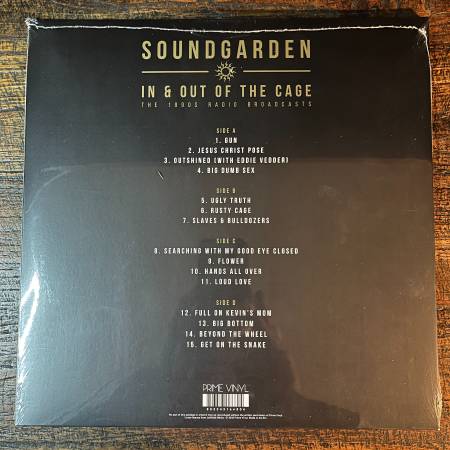 SOUNDGARDEN
IN & OUT OF THE CAGE
THE 1990S RADIO BROADCASTS
SIDE A
1. GUN
2. JESUS CHRIST POSE
3. OUTSHINED (WITH EDDIE VEDDER)
4. BIG DUMB SEX
SIDE B
5. UGLY TRUTH
6. RUSTY CAGE
7. SLAVES & BULLDOZERS
SIDE C
8. SEARCHING WITH MY GOOD EYE CLOSED
9. FLOWER
10. HANDS ALL OVER
11. LOUD LOVE
SIDE D
12. FULL ON KEVIN'S MOM
13. BIG BOTTOM
14. BEYOND THE WHEEL
15. GET ON THE SNAKE
PRIME VINYL